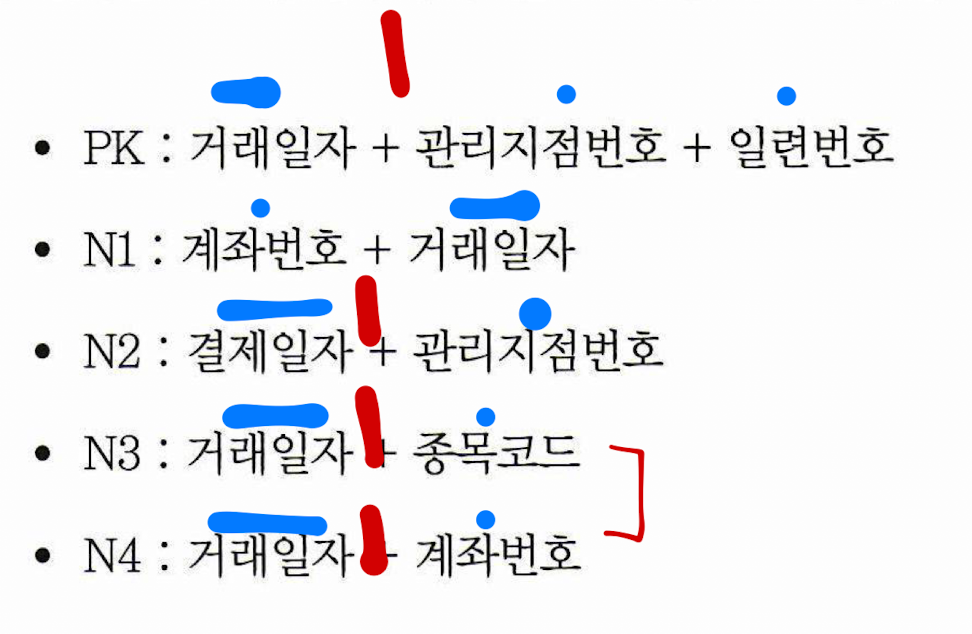 • PK : 거래일자 + 관리지점번호 + 일련번호
• N1 : 계좌번호 + 거래일자
• N2 : 결제일자 + 관리지점번호
• N3 : 거래일자 + 종목코드
• N4 : 거래일자 + 계좌번호